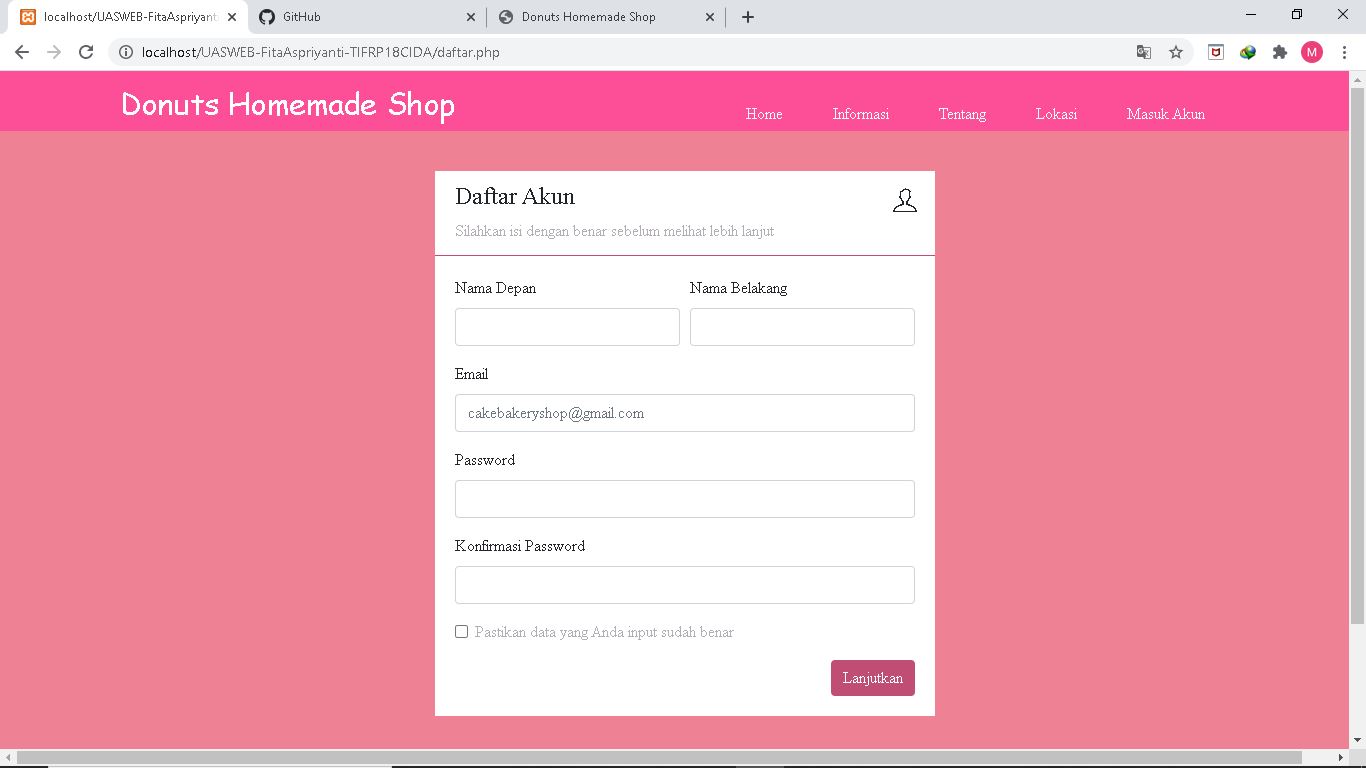 localhost/UASWEB-FitaAspriyanti
GitHub
Donuts Homemade Shop
localhost/UASWEB-FitaAspriyanti-TIFRP18CIDA/daftar.php
M
Donuts Homemade Shop
Home Informasi Tentang Lokasi Masuk Akun
Daftar Akun
Silahkan isi dengan benar sebelum melihat lebih lanjut
Nama Depan Nama Belakang
Email
cakebakeryshop@gmail.com
Password
Konfirmasi Password
Pastikan data yang Anda input sudah benar
Lanjutkan